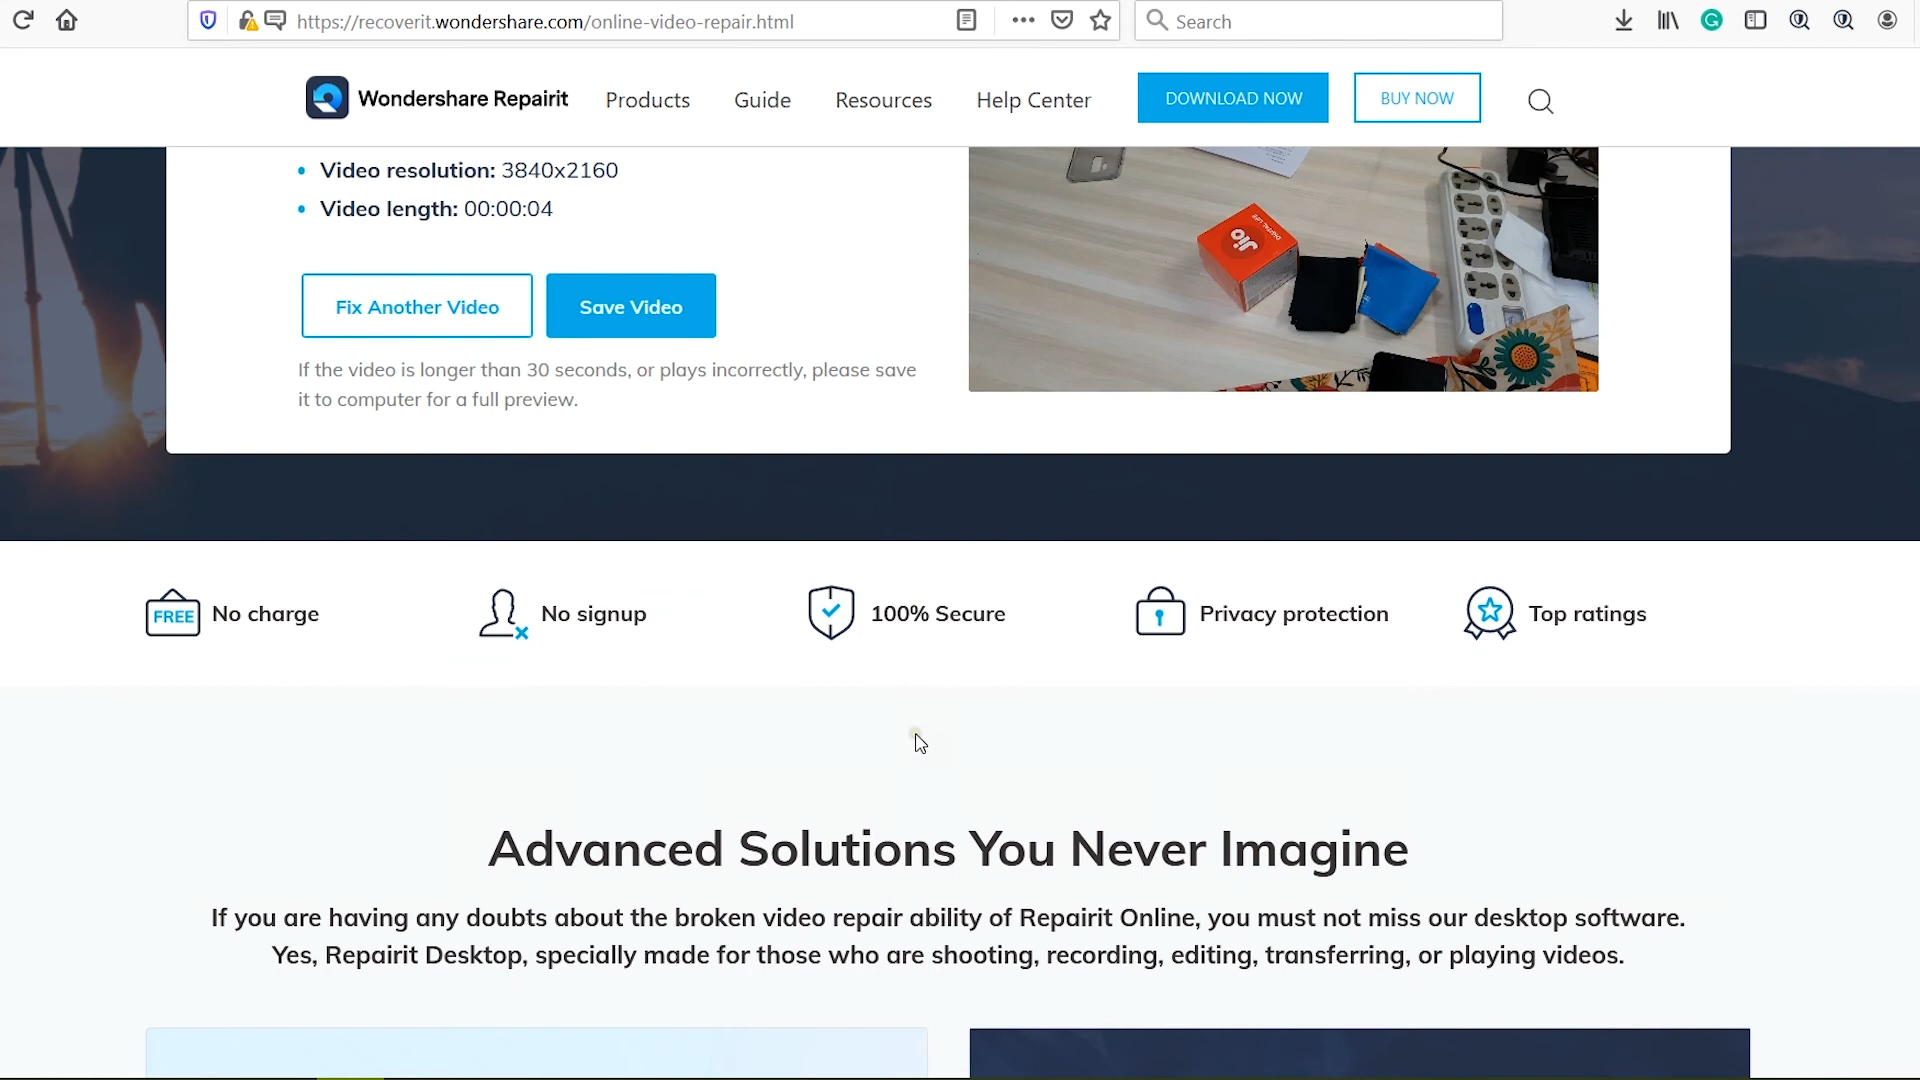 https://recoverit.wondershare.com/online-video-repair.html
Search
Wondershare Repairit
Products
Guide
Resources
Help Center
DOWNLOAD NOW
BUY NOW
Video resolution: 3840x2160
Video length: 00:00:04
Jio
DIGITAL LIFE
Fix Another Video
Save Video
If the video is longer than 30 seconds, or plays incorrectly, please save
it to computer for a full preview.
FREE
No charge
No signup
100% Secure
Privacy protection
Top ratings
Advanced Solutions You Never Imagine
If you are having any doubts about the broken video repair ability of Repairit Online, you must not miss our desktop software.
Yes, Repairit Desktop, specially made for those who are shooting, recording, editing, transferring, or playing videos.